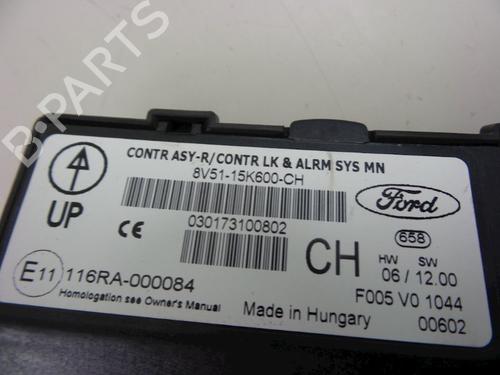 CONTR ASY-R/CONTR LK & ALRM SYS MN
8V51-15K600-CH
UP
030173100802
CE
CH
Ford
658
HW SW
06 / 12.00
E11 116RA-000084
Homologation see Owner's Manual
Made in Hungary
F005 V0 1044
00602
B-PARTS